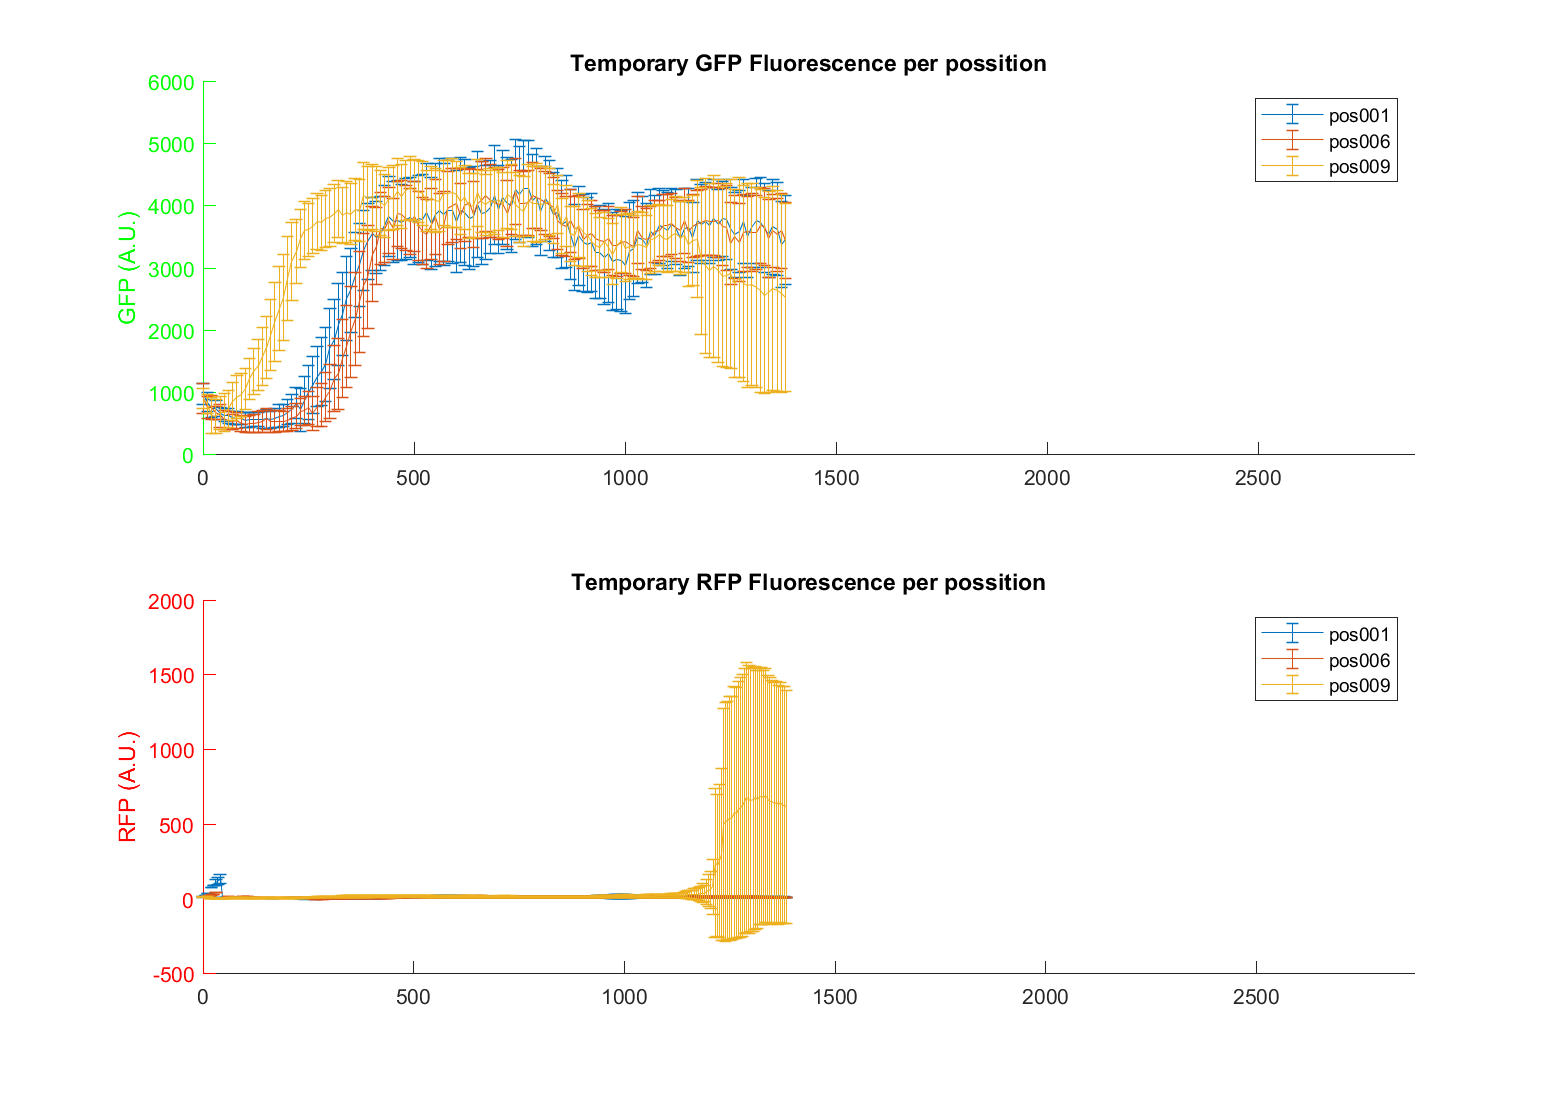 Temporary GFP Fluorescence per possition
GFP (A.U.)
6000
5000
4000
3000
2000
1000
0
pos001
pos006
pos009
0 500 1000 1500 2000 2500
Temporary RFP Fluorescence per possition
RFP (A.U.)
2000
1500
1000
500
0
-500
pos001
pos006
pos009
0 500 1000 1500 2000 2500